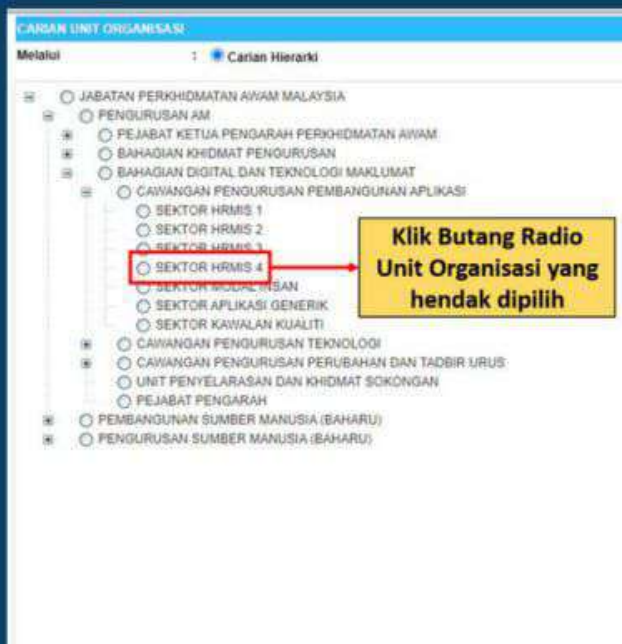 CARIAN UNIT ORGANISASI
Melalui : Carian Hierarki
JABATAN PERKHIDMATAN AWAM MALAYSIA
PENGURUSAN AM
PEJABAT KETUA PENGARAH PERKHIDMATAN AWAM
BAHAGIAN KHIDMAT PENGURUSAN
BAHAGIAN DIGITAL DAN TEKNOLOGI MAKLUMAT
CAWANGAN PENGURUSAN PEMBANGUNAN APLIKASI
SEKTOR HRMIS 1
SEKTOR HRMIS 2
SEKTOR HRMIS 3
SEKTOR HRMIS 4
SEKTOR MODAL INSAN
SEKTOR APLIKASI GENERIK
SEKTOR KAWALAN KUALITI
CAWANGAN PENGURUSAN TEKNOLOGI
CAWANGAN PENGURUSAN PERUBAHAN DAN TADBIR URUS
UNIT PENYELARASAN DAN KHIDMAT SOKONGAN
PEJABAT PENGARAH
PEMBANGUNAN SUMBER MANUSIA (BAHARU)
PENGURUSAN SUMBER MANUSIA (BAHARU)
Klik Butang Radio
Unit Organisasi yang
hendak dipilih